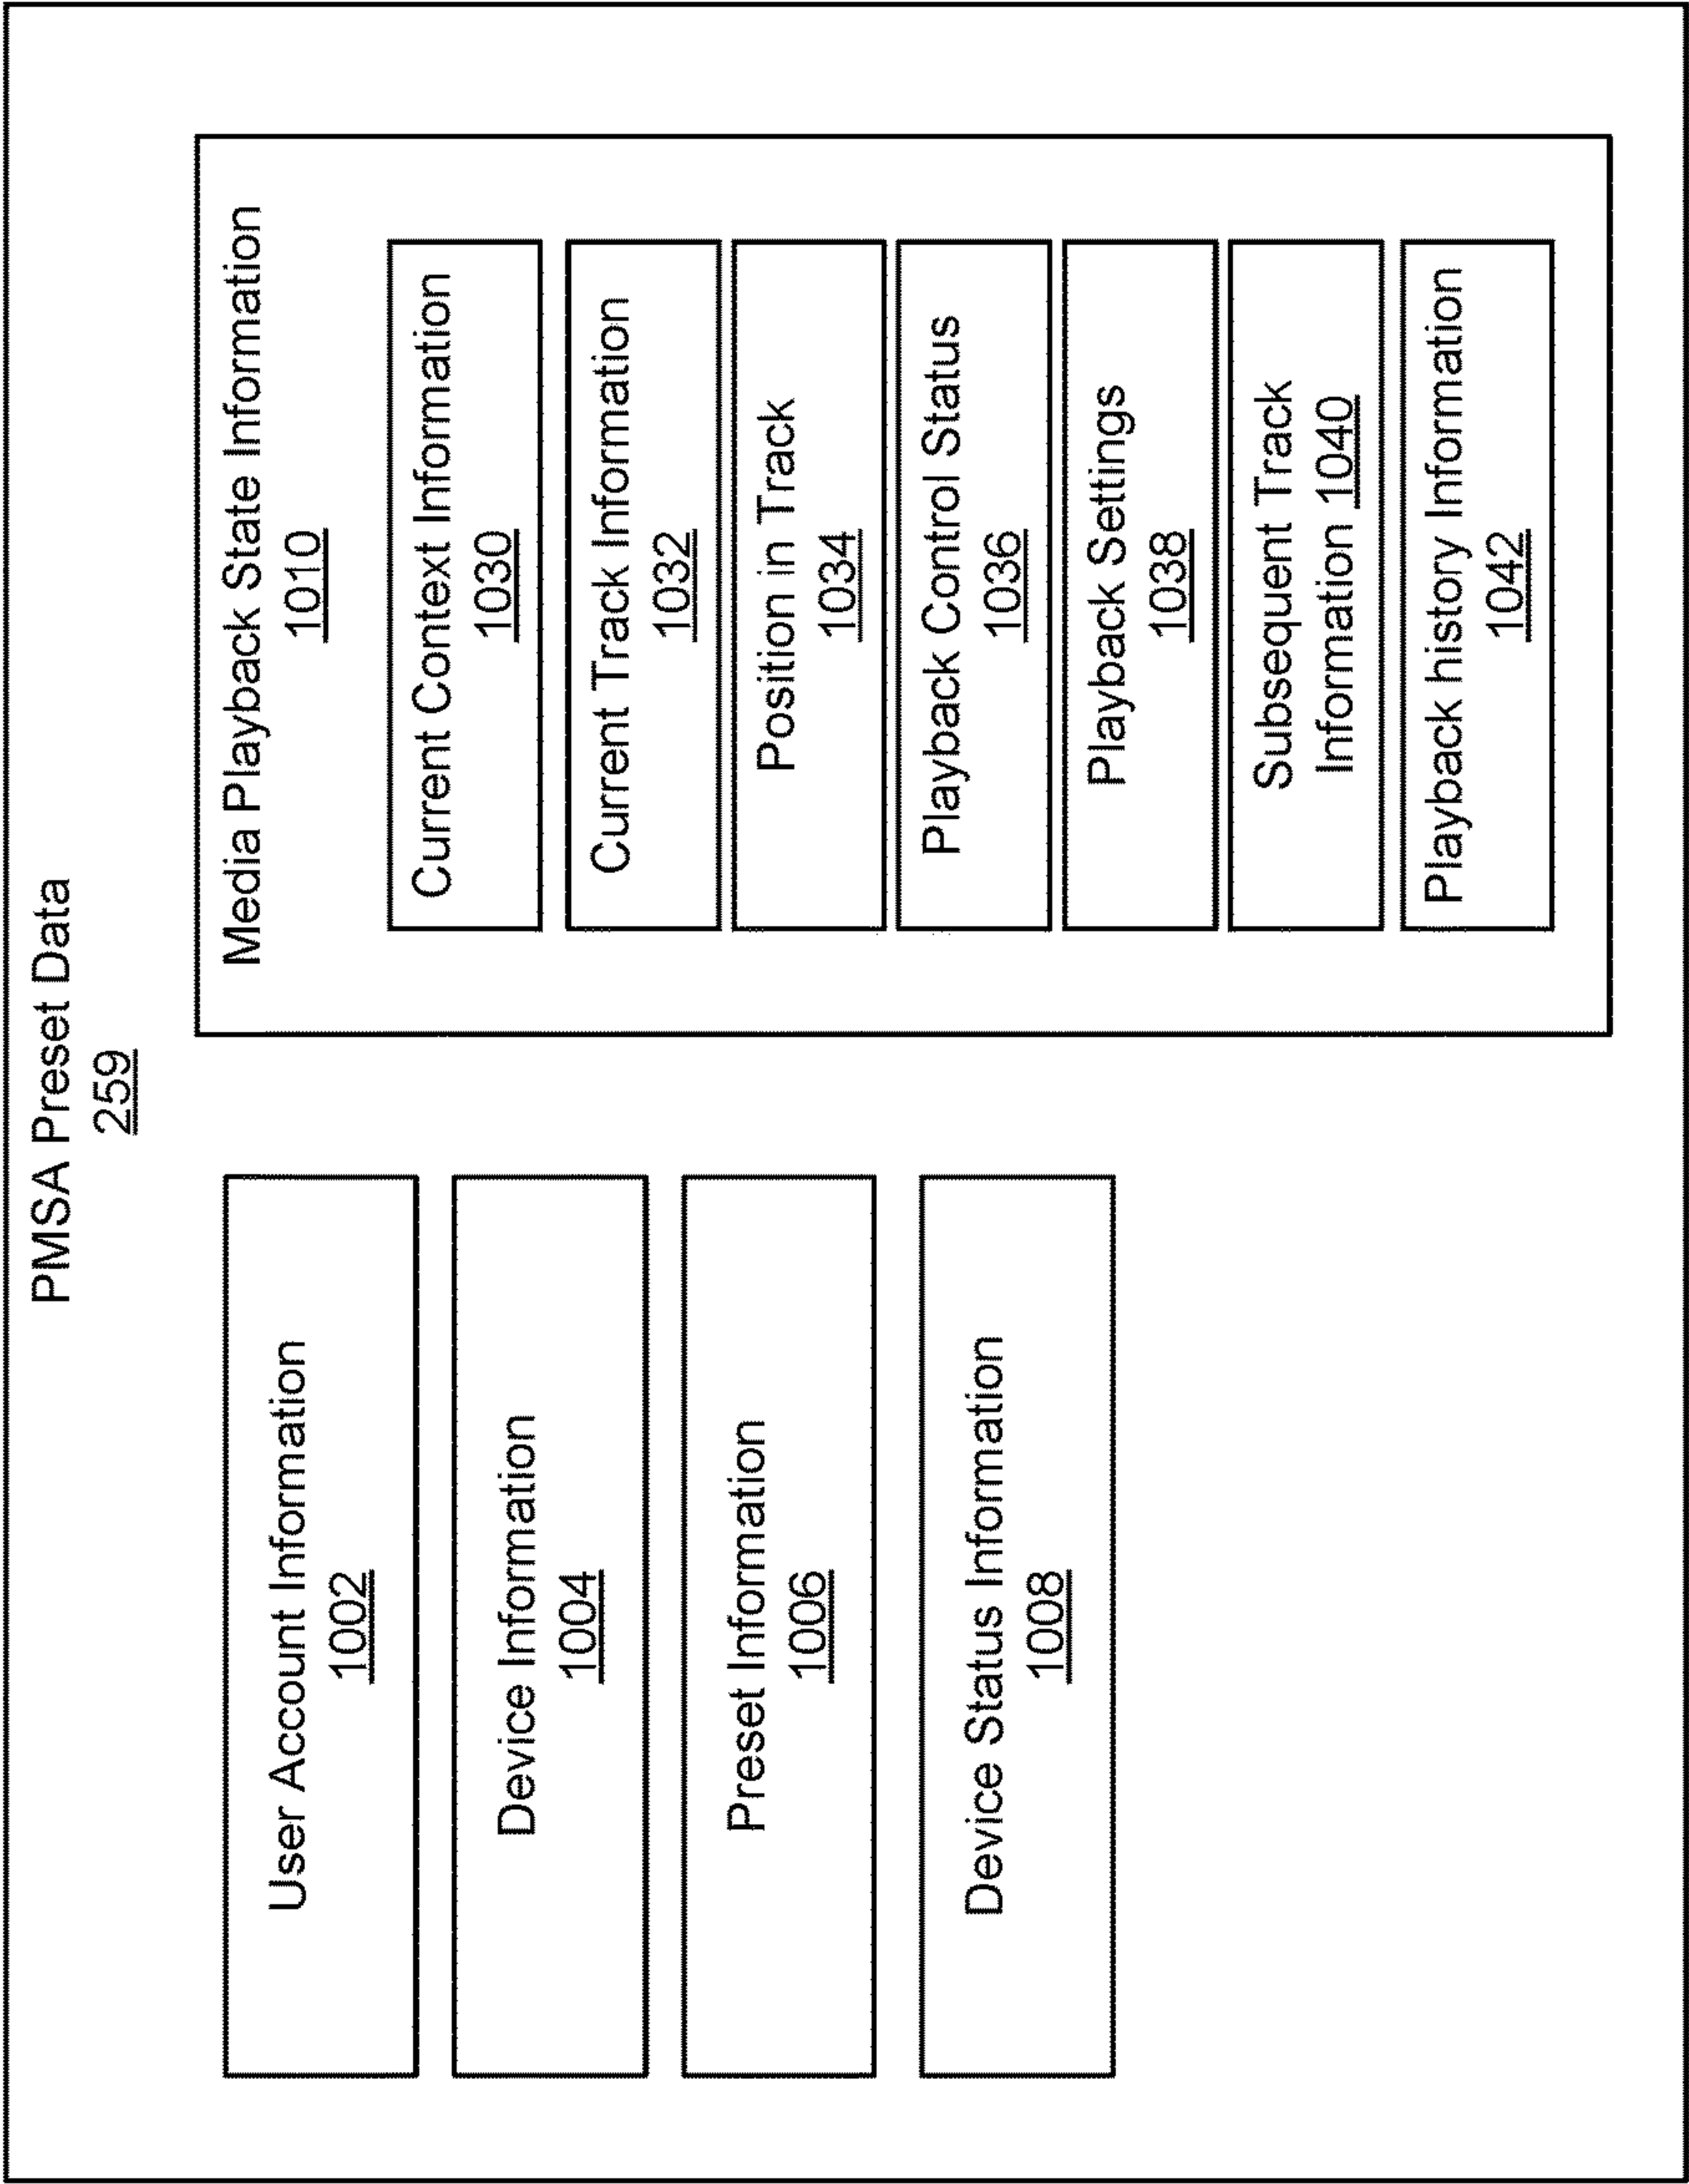 PMSA Preset Data
259
User Account Information
1002
Device Information
1004
Preset Information
1006
Device Status Information
1008
Media Playback State Information
1010
Current Context Information
1030
Current Track Information
1032
Position in Track
1034
Playback Control Status
1036
Playback Settings
1038
Subsequent Track
Information 1040
Playback history Information
1042